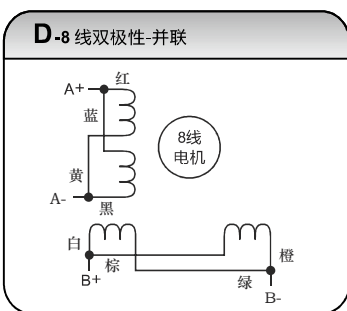 D-8 线双极性-并联
A+
红
蓝
8线
电机
黄
A-
黑
白
棕
橙
B+
绿
B-